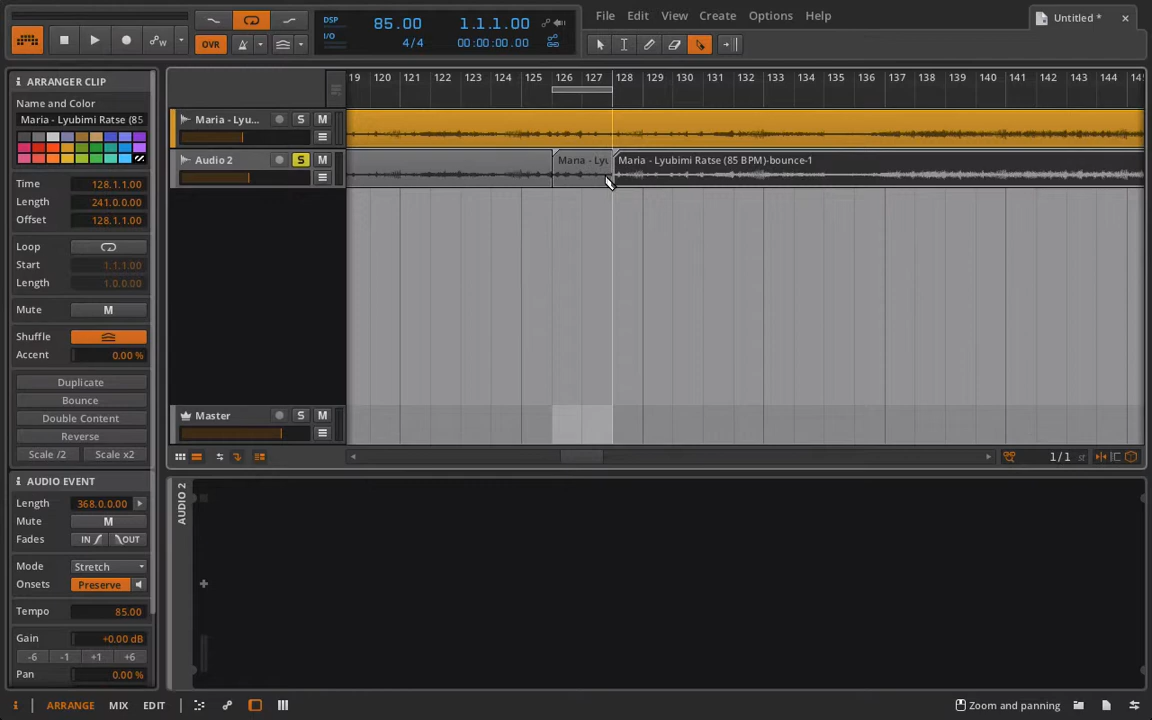 DSP
I/O
85.00
4/4
1.1.1.00
00:00:00.00
File Edit View Create Options Help
Untitled *
OVR
ARRANGER CLIP
Name and Color
Maria - Lyubimi Ratse (85
Time 128.1.1.00
Length 241.0.0.00
Offset 128.1.1.00
Loop
Start 1.1.1.00
Length 1.0.0.00
Mute M
Shuffle
Accent 0.00 %
Duplicate
Bounce
Double Content
Reverse
Scale /2 Scale x2
AUDIO EVENT
Length 368.0.0.00
Mute M
Fades IN OUT
Mode Stretch
Onsets Preserve
Tempo 85.00
Gain +0.00 dB
-6 -1 +1 +6
Pan 0.00 %
19 120 121 122 123 124 125 126 127 128 129 130 131 132 133 134 135 136 137 138 139 140 141 142 143 144 145
Maria - Lyu... S M
Audio 2 S M
Maria - Lyu
Maria - Lyubimi Ratse (85 BPM)-bounce-1
Master S M
1/1 st
AUDIO 2
i ARRANGE MIX EDIT
Zoom and panning